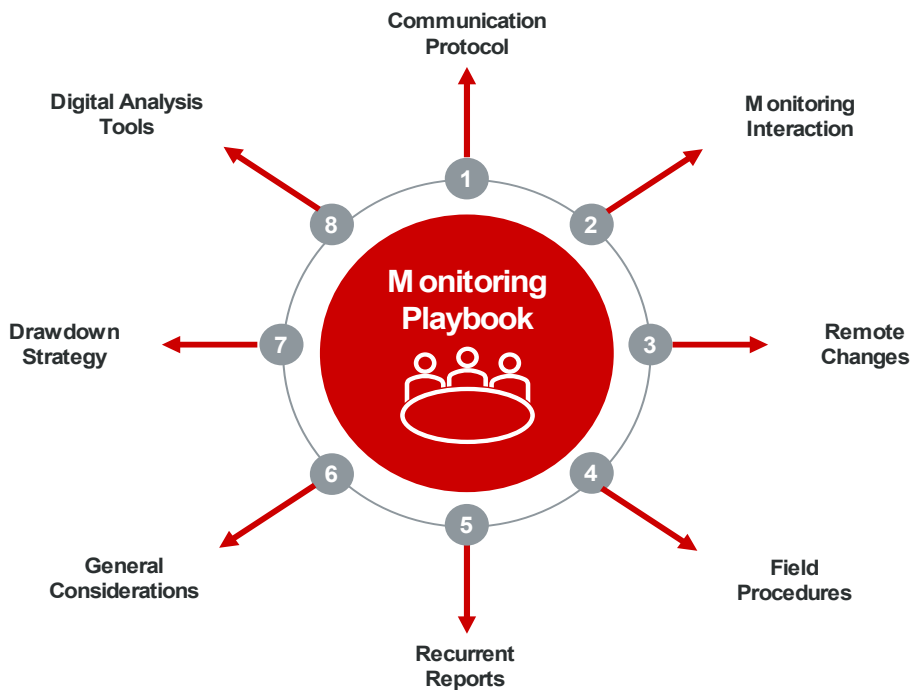 Communication
Protocol
Digital Analysis
Tools
Monitoring
Interaction
1
8
2
Monitoring
Playbook
Drawdown
Strategy
7
3
Remote
Changes
6
4
5
General
Considerations
Field
Procedures
Recurrent
Reports